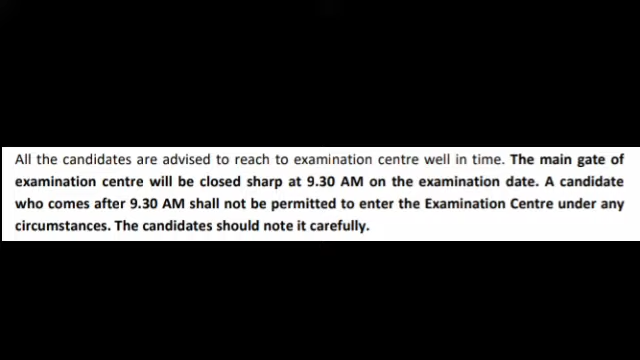 All the candidates are advised to reach to examination centre well in time. The main gate of
examination centre will be closed sharp at 9.30 AM on the examination date. A candidate
who comes after 9.30 AM shall not be permitted to enter the Examination Centre under any
circumstances. The candidates should note it carefully.